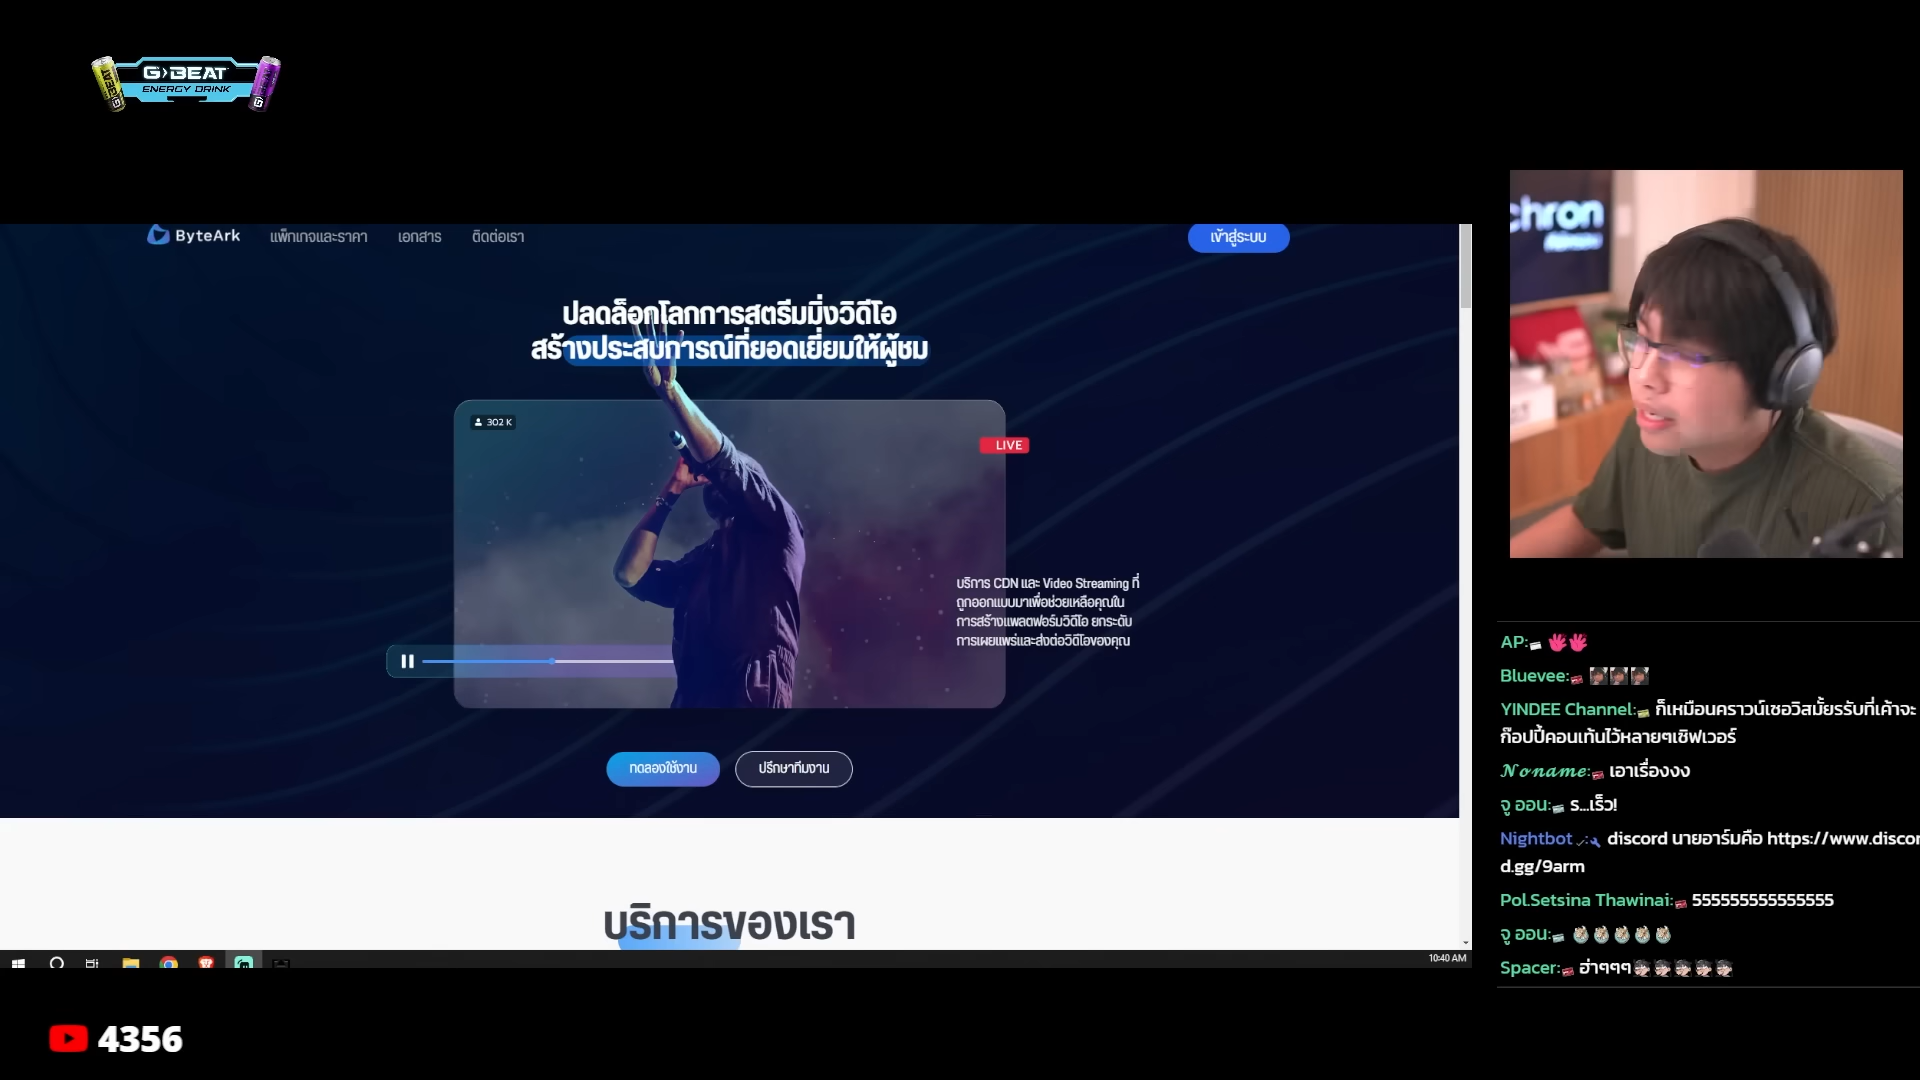 G>BEAT
ENERGY DRINK
ByteArk
แพ็กเกจและราคา
เอกสาร
ติดต่อเรา
เข้าสู่ระบบ
ปลดล็อกโลกการสตรีมมิ่งวิดีโอ
สร้างประสบการณ์ที่ยอดเยี่ยมให้ผู้ชม
302 K
LIVE
บริการ CDN และ Video Streaming ที่
ถูกออกแบบมาเพื่อช่วยเหลือคุณใน
การสร้างแพลตฟอร์มวิดีโอ ยกระดับ
การเผยแพร่และส่งต่อวิดีโอของคุณ
ทดลองใช้งาน
ปรึกษาทีมงาน
บริการของเรา
10:40 AM
4356
chron
AP:
Bluevee:
YINDEE Channel: ก็เหมือนคราวน์เซอวิสมั้ยรรับที่เค้าจะ
ก๊อปปี้คอนเท้นไว้หลายๆเซิฟเวอร์
Noname: เอาเรื่องงง
จู ออน: ร...เร็ว!
Nightbot : discord นายอาร์มคือ https://www.discor
d.gg/9arm
Pol.Setsina Thawinai: 555555555555555
จู ออน:
Spacer: ฮ่าๆๆๆ